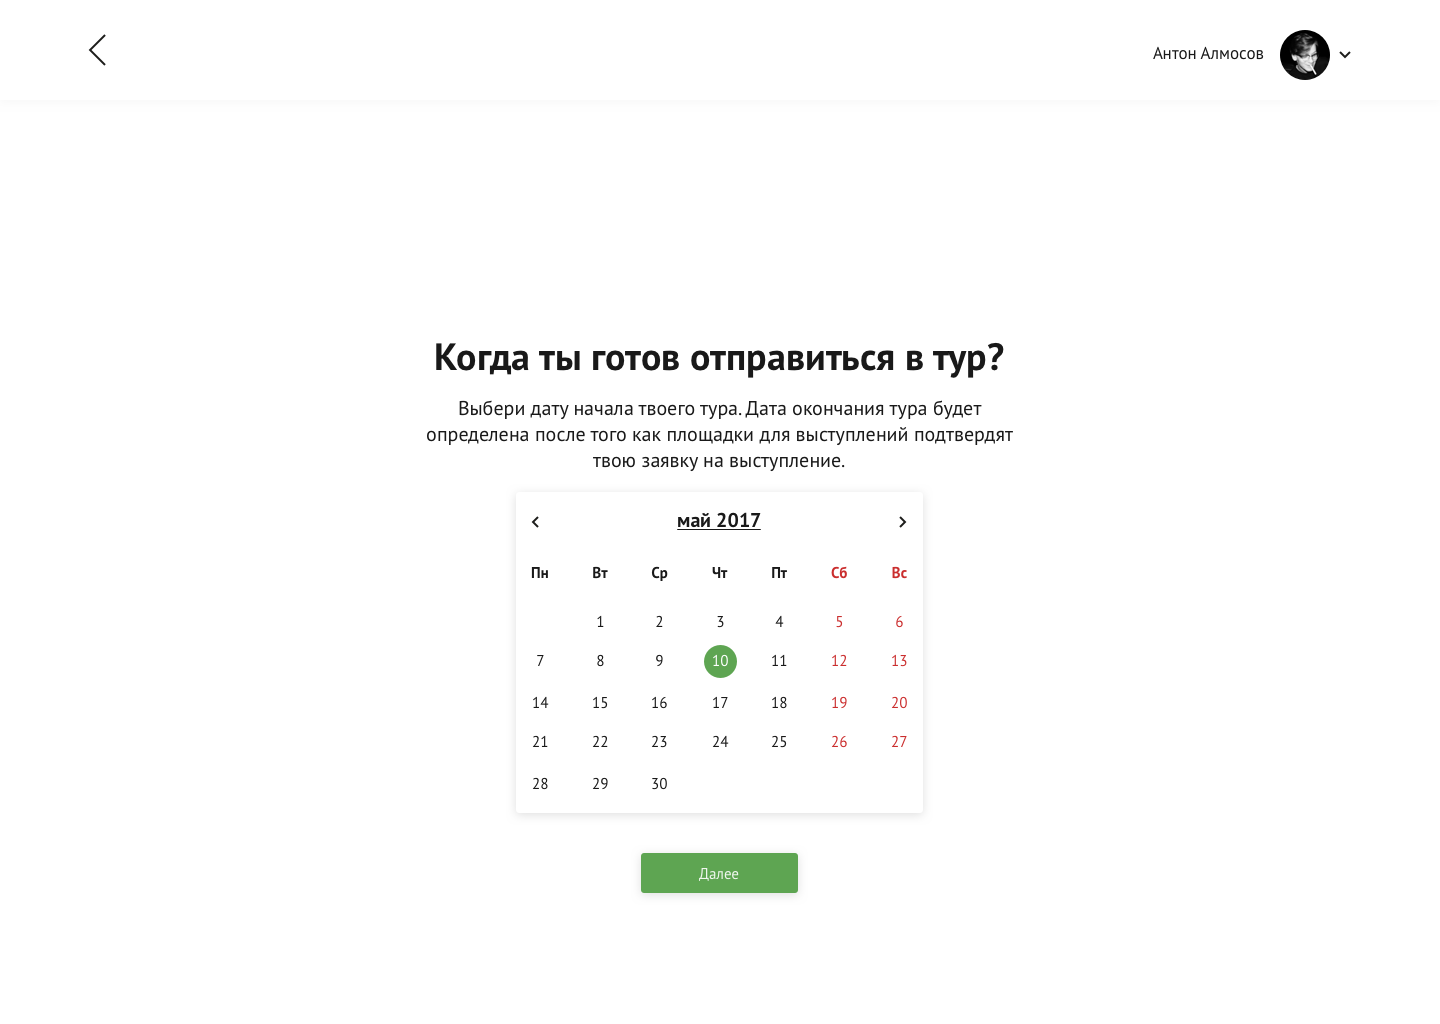 Антон Алмосов
Когда ты готов отправиться в тур?
Выбери дату начала твоего тура. Дата окончания тура будет
определена после того как площадки для выступлений подтвердят
твою заявку на выступление.
май 2017
Пн Вт Ср Чт Пт Сб Вс
1 2 3 4 5 6
7 8 9 10 11 12 13
14 15 16 17 18 19 20
21 22 23 24 25 26 27
28 29 30
Далее